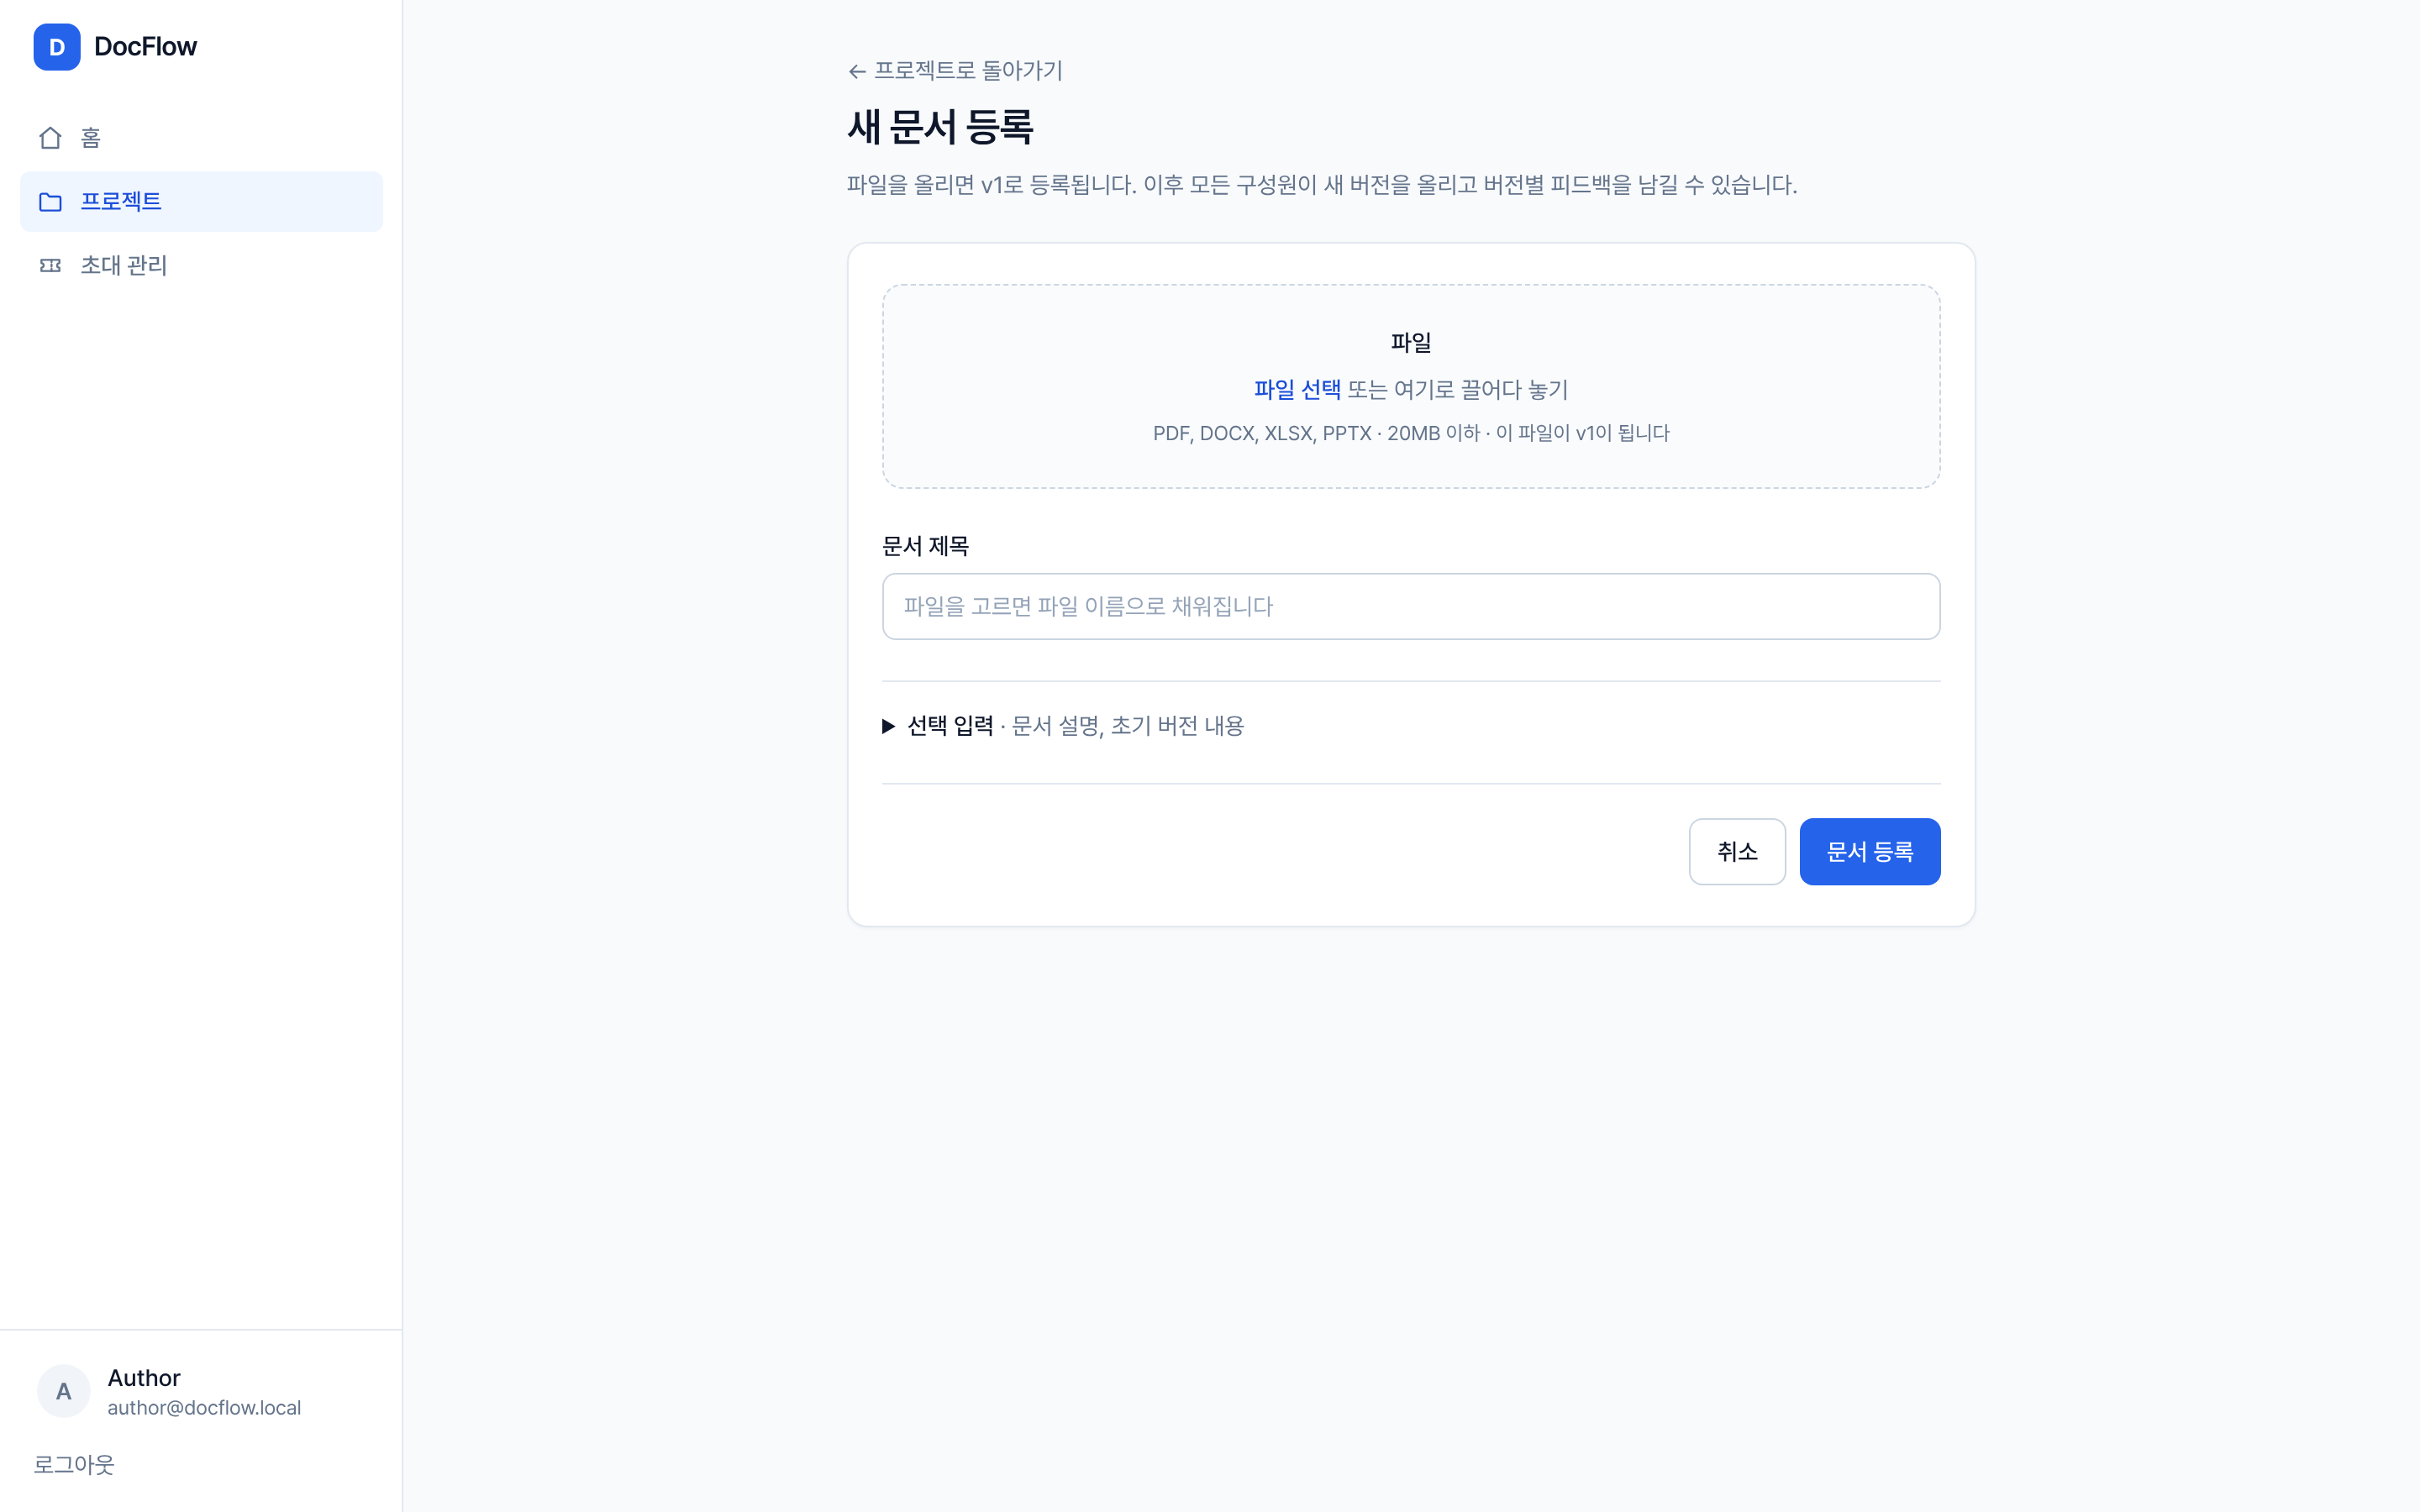 D DocFlow
홈
프로젝트
초대 관리
← 프로젝트로 돌아가기
새 문서 등록
파일을 올리면 v1로 등록됩니다. 이후 모든 구성원이 새 버전을 올리고 버전별 피드백을 남길 수 있습니다.
파일
파일 선택 또는 여기로 끌어다 놓기
PDF, DOCX, XLSX, PPTX · 20MB 이하 · 이 파일이 v1이 됩니다
문서 제목
파일을 고르면 파일 이름으로 채워집니다
▶ 선택 입력 · 문서 설명, 초기 버전 내용
취소
문서 등록
A
Author
author@docflow.local
로그아웃